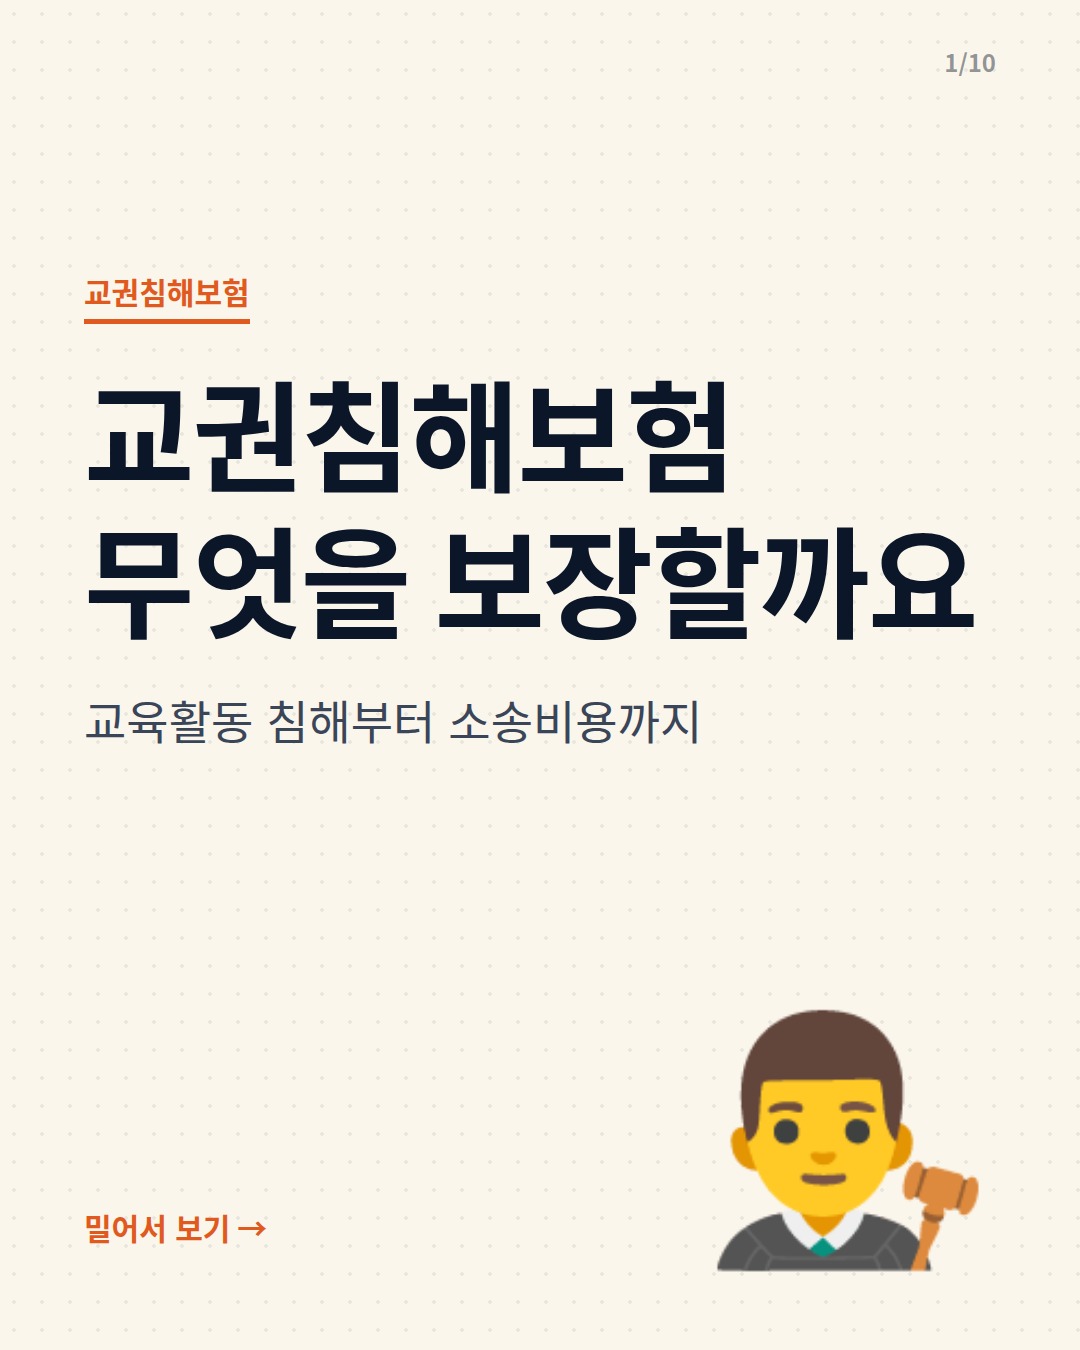 1/10
교권침해보험
교권침해보험
무엇을 보장할까요
교육활동 침해부터 소송비용까지
밀어서 보기 →